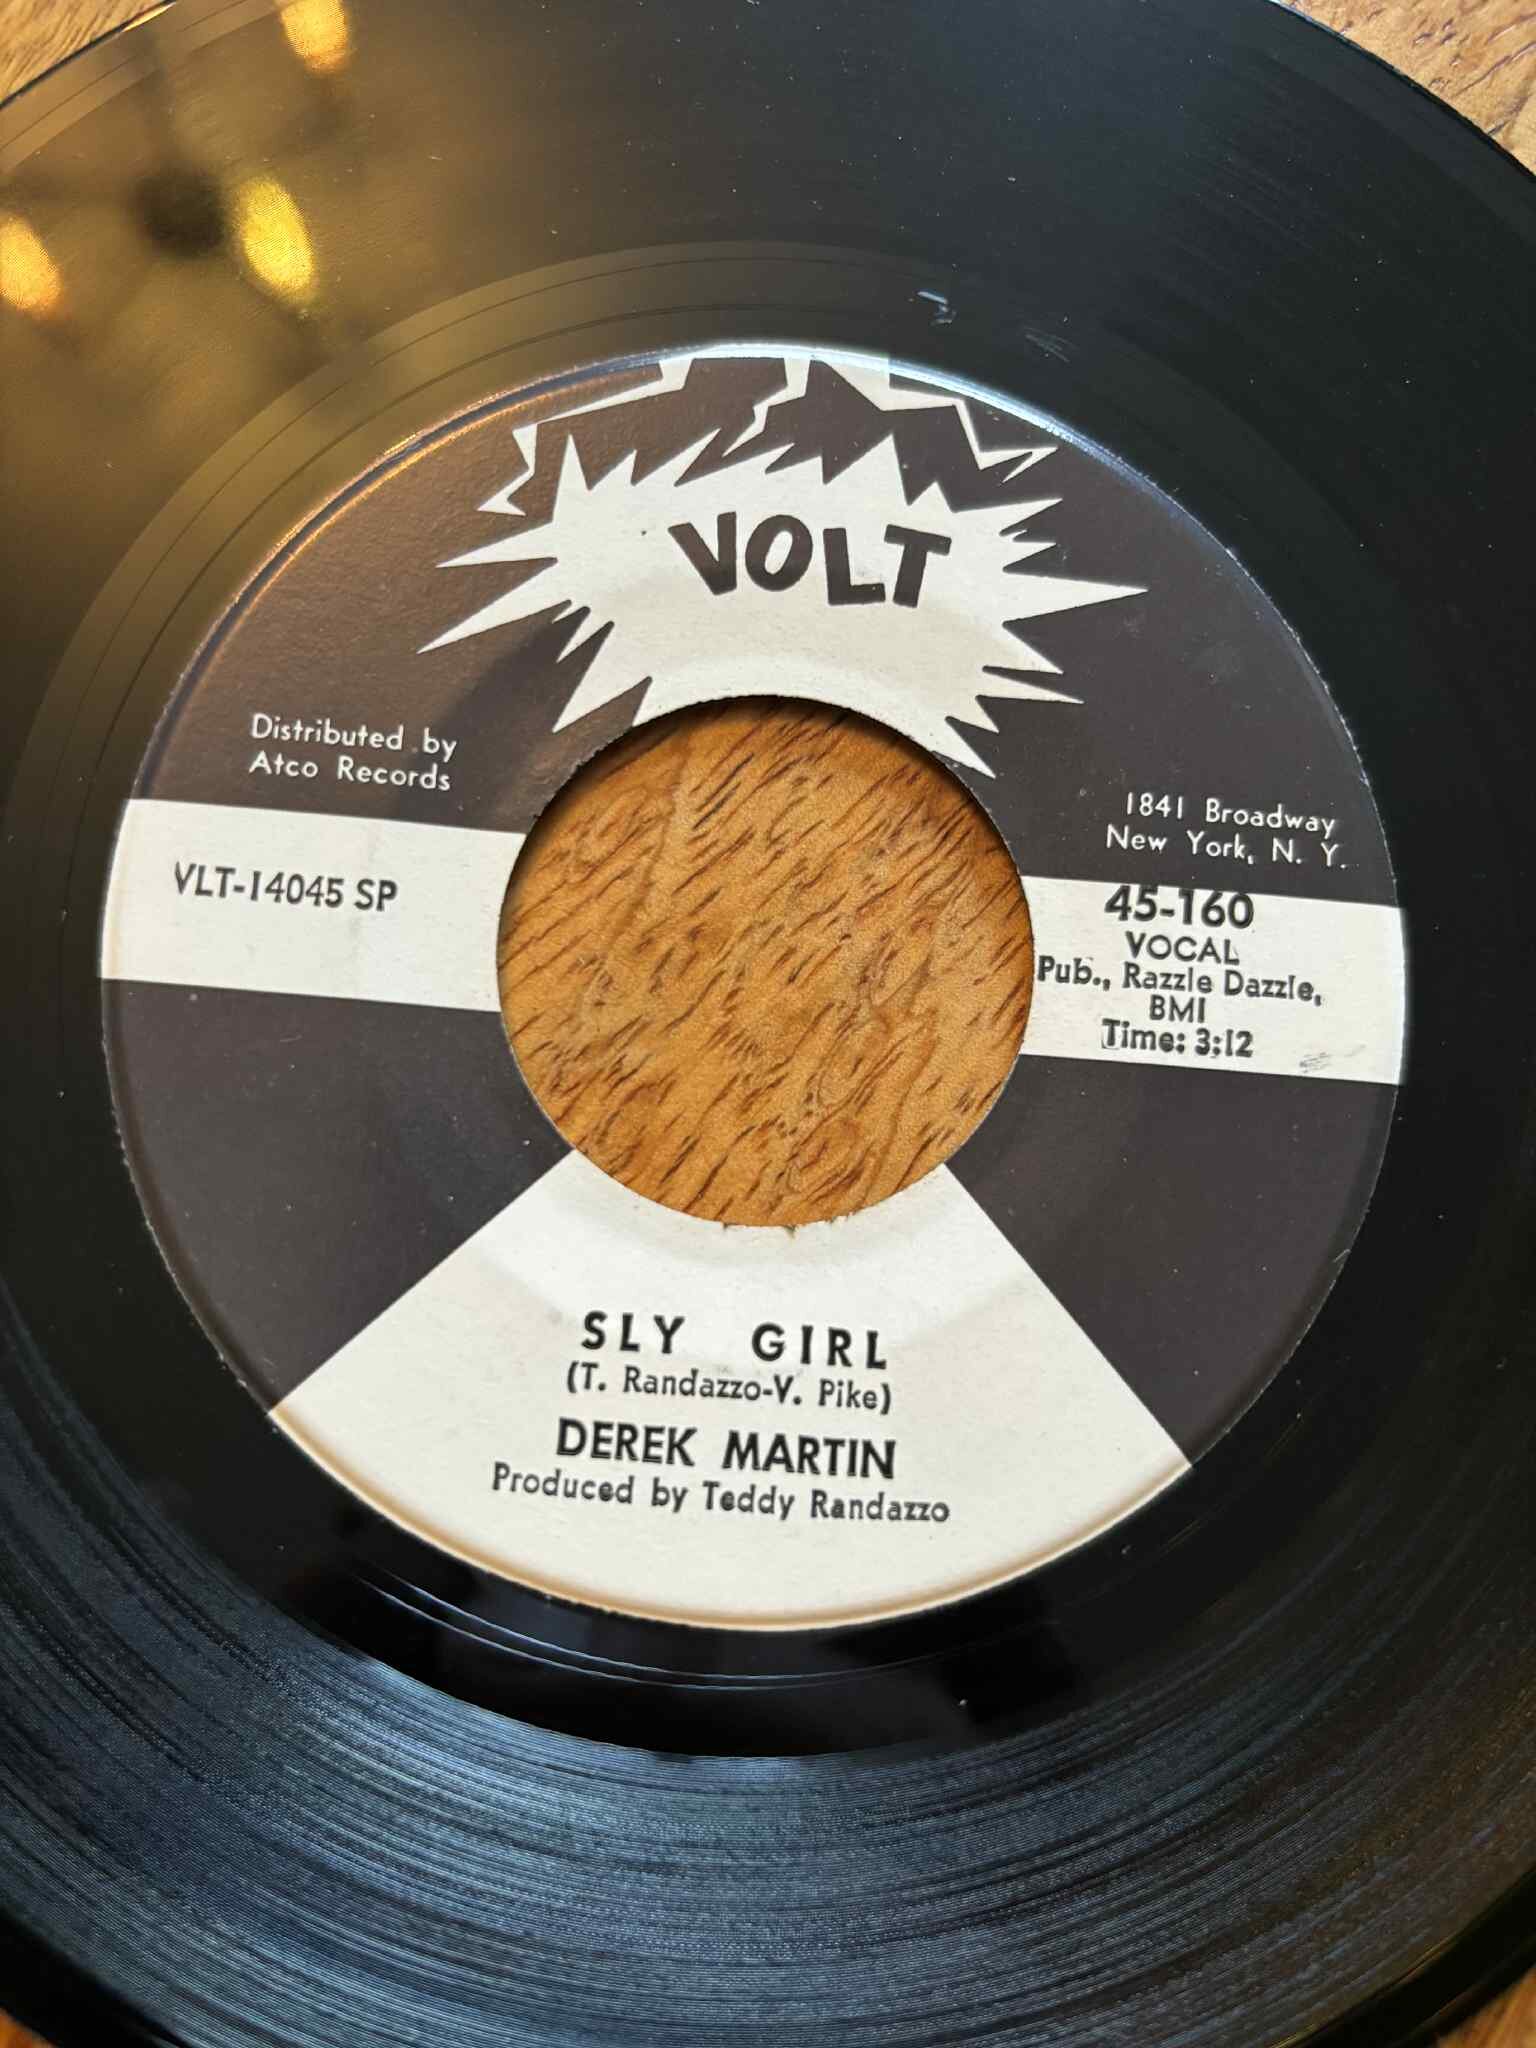 VOLT
Distributed by
Atco Records
1841 Broadway
New York, N. Y.
VLT-14045 SP
45-160
VOCAL
Pub., Razzle Dazzle,
BMI
Time: 3:12
SLY GIRL
(T. Randazzo-V. Pike)
DEREK MARTIN
Produced by Teddy Randazzo